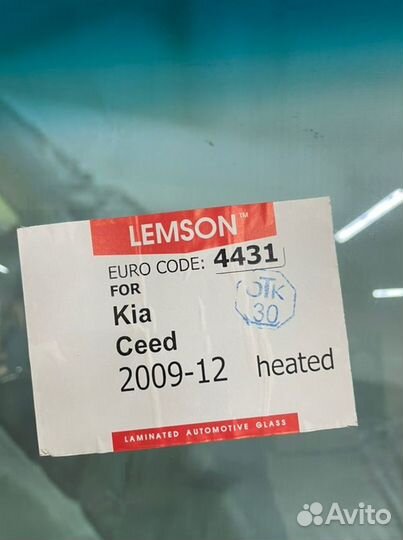 LEMSON™
EURO CODE: 4431
FOR
Kia
Ceed
2009-12 heated
ОТК
30
LAMINATED AUTOMOTIVE GLASS
Avito